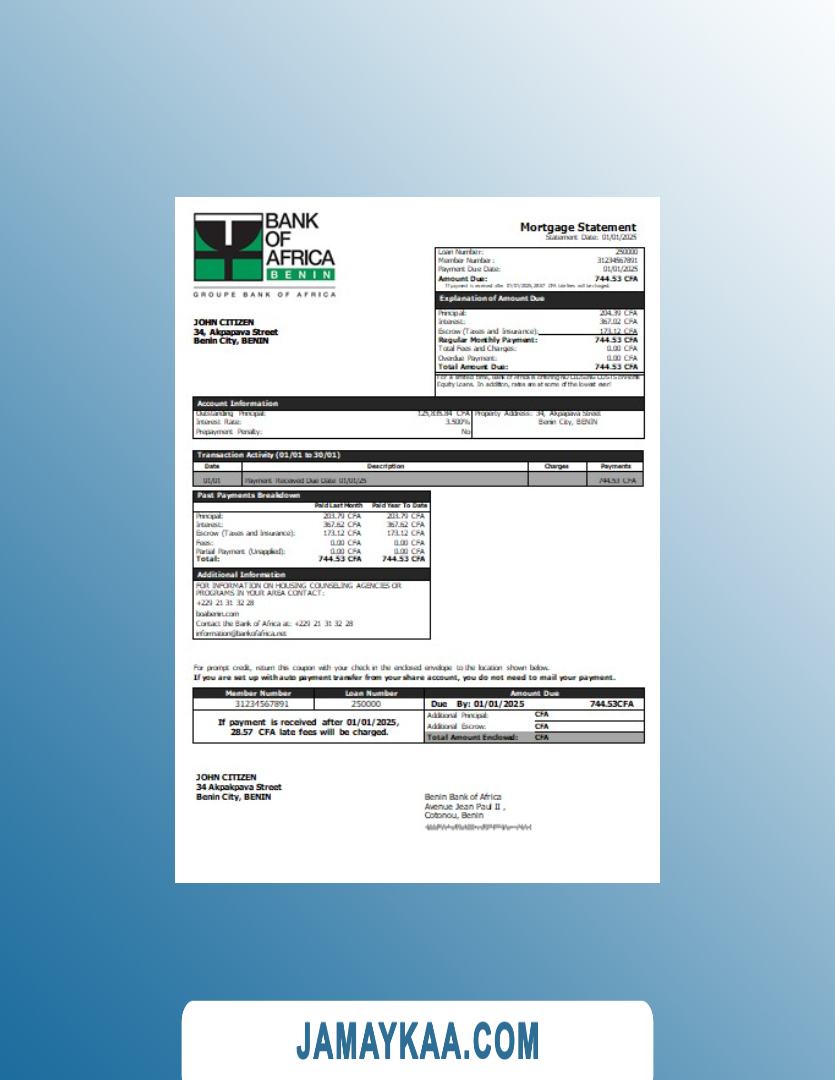 BANK
OF
AFRICA
BENIN
GROUPE BANK OF AFRICA
Mortgage Statement
Statement Date: 01/01/2025
Loan Number: 250000
Member Number: 31234567891
Payment Due Date: 01/01/2025
Amount Due: 744.53 CFA
If payment is received after 01/01/2025, 28.57 CFA late fees will be charged.
Explanation of Amount Due
Principal: 204.39 CFA
Interest: 367.02 CFA
Escrow (Taxes and Insurance): 173.12 CFA
Regular Monthly Payment: 744.53 CFA
Total Fees and Charges: 0.00 CFA
Overdue Payment: 0.00 CFA
Total Amount Due: 744.53 CFA
For a limited time, Bank of Africa is offering NO CLOSING COSTS on Home
Equity Loans. In addition, rates are at some of the lowest ever!
JOHN CITIZEN
34, Akpapava Street
Benin City, BENIN
Account Information
Outstanding Principal: CFA Property Address: 34, Akpapava Street
Interest Rate: 3.500% Benin City, BENIN
Prepayment Penalty: No
Transaction Activity (01/01 to 30/01)
Date Description Charges Payments
01/01 Payment Received Due Date 01/01/25 744.53 CFA
Past Payments Breakdown
Paid Last Month Paid Year To Date
Principal: 203.79 CFA 203.79 CFA
Interest: 367.62 CFA 367.62 CFA
Escrow (Taxes and Insurance): 173.12 CFA 173.12 CFA
Fees: 0.00 CFA 0.00 CFA
Partial Payment (Unapplied): 0.00 CFA 0.00 CFA
Total: 744.53 CFA 744.53 CFA
Additional Information
FOR INFORMATION ON HOUSING COUNSELING AGENCIES OR
PROGRAMS IN YOUR AREA CONTACT:
+229 21 31 32 28
boabenin.com
Contact the Bank of Africa at: +229 21 31 32 28
information@bankofafrica.net
For prompt credit, return this coupon with your check in the enclosed envelope to the location shown below.
If you are set up with auto payment transfer from your share account, you do not need to mail your payment.
Member Number Loan Number Amount Due
31234567891 250000 Due By: 01/01/2025 744.53CFA
If payment is received after 01/01/2025,
28.57 CFA late fees will be charged.
Additional Principal: CFA
Additional Escrow: CFA
Total Amount Enclosed: CFA
JOHN CITIZEN
34 Akpakpava Street
Benin City, BENIN
Benin Bank of Africa
Avenue Jean Paul II ,
Cotonou, Benin
JAMAYKAA.COM